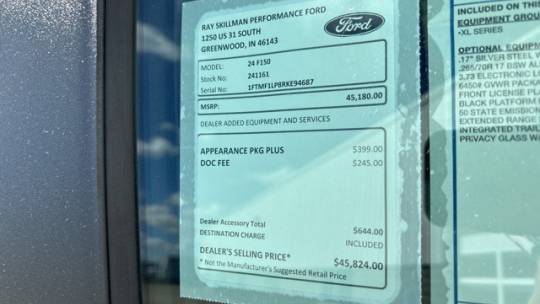 RAY SKILLMAN PERFORMANCE FORD
1250 US 31 SOUTH
GREENWOOD, IN 46143
Ford
MODEL: 24 F150
Stock No: 241161
Serial No: 1FTMF1LP8RKE94687
MSRP: 45,180.00
DEALER ADDED EQUIPMENT AND SERVICES
APPEARANCE PKG PLUS $399.00
DOC FEE $245.00
Dealer Accessory Total $644.00
DESTINATION CHARGE INCLUDED
DEALER'S SELLING PRICE* $45,824.00
* Not the Manufacturer's Suggested Retail Price
INCLUDED ON THI
EQUIPMENT GROU
•XL SERIES
OPTIONAL EQUIPM
.17" SILVER STEEL W
.265/70R 17 BSW AL
3.73 ELECTRONIC LO
6450# GVWR PACKA
FRONT LICENSE PL
BLACK PLATFORM
50 STATE EMISSION
EXTENDED RANGE
INTEGRATED TRAIL
PRIVACY GLASS W